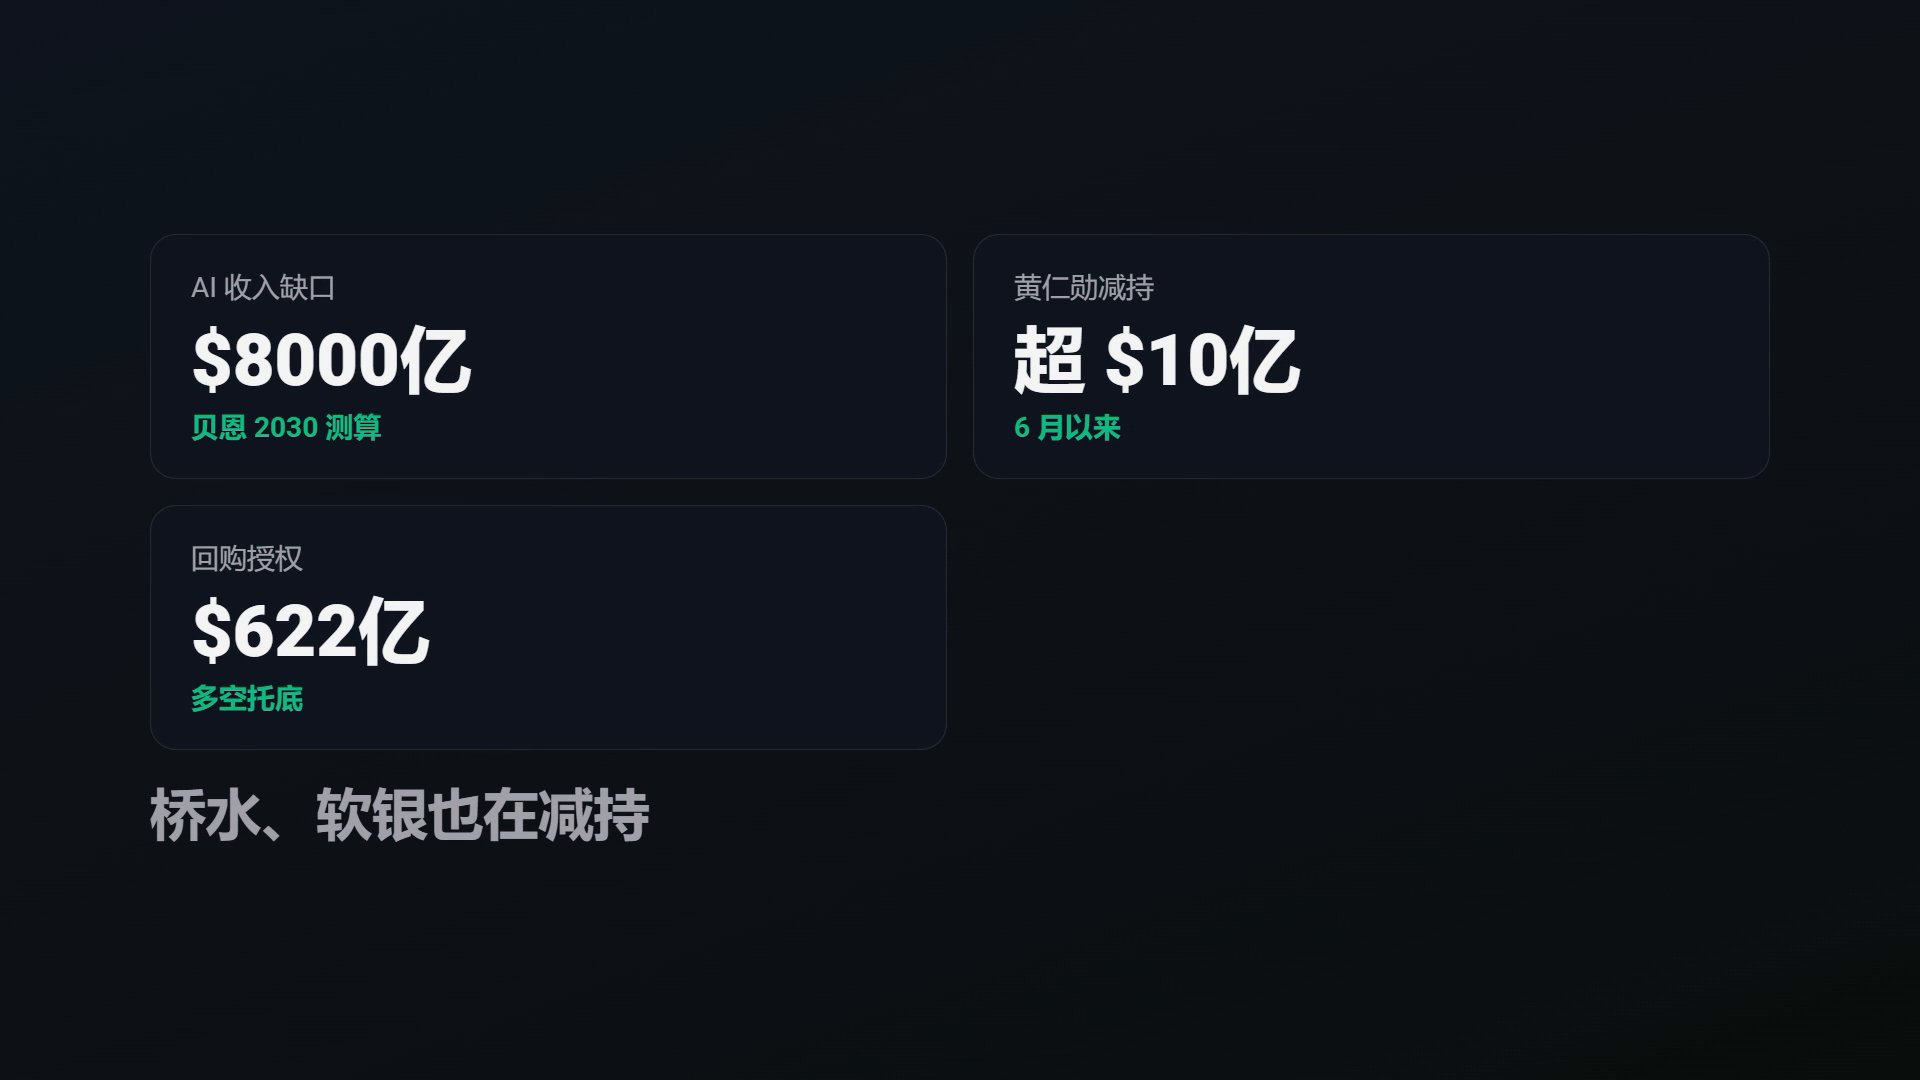 AI 收入缺口
$8000亿
贝恩 2030 测算
黄仁勋减持
超 $10亿
6 月以来
回购授权
$622亿
多空托底
桥水、软银也在减持